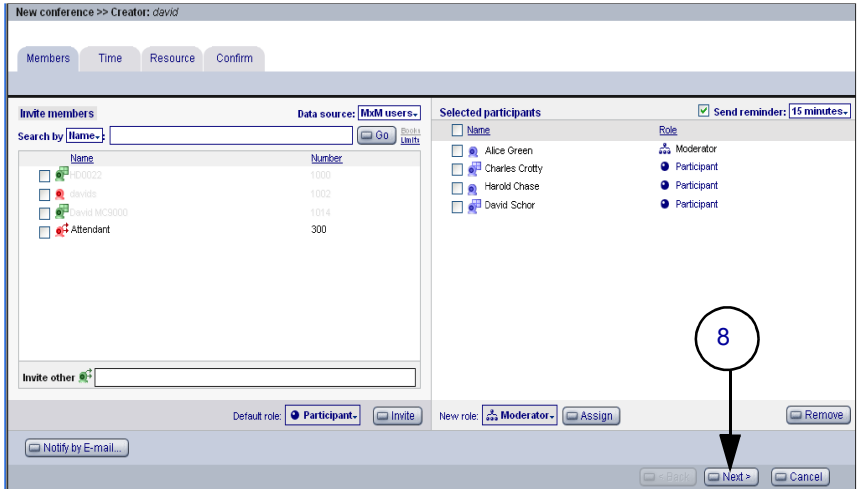 New conference >> Creator: david
Members Time Resource Confirm
Invite members Data source: MxM users
Search by Name : Go Books
Limits
Name Number
HD0022 1000
davids 1002
David MC9000 1014
Attendant 300
Invite other
Default role: Participant Invite
Selected participants Send reminder: 15 minutes
Name Role
Alice Green Moderator
Charles Crotty Participant
Harold Chase Participant
David Schor Participant
8
New role: Moderator Assign Remove
Notify by E-mail...
< Back Next > Cancel